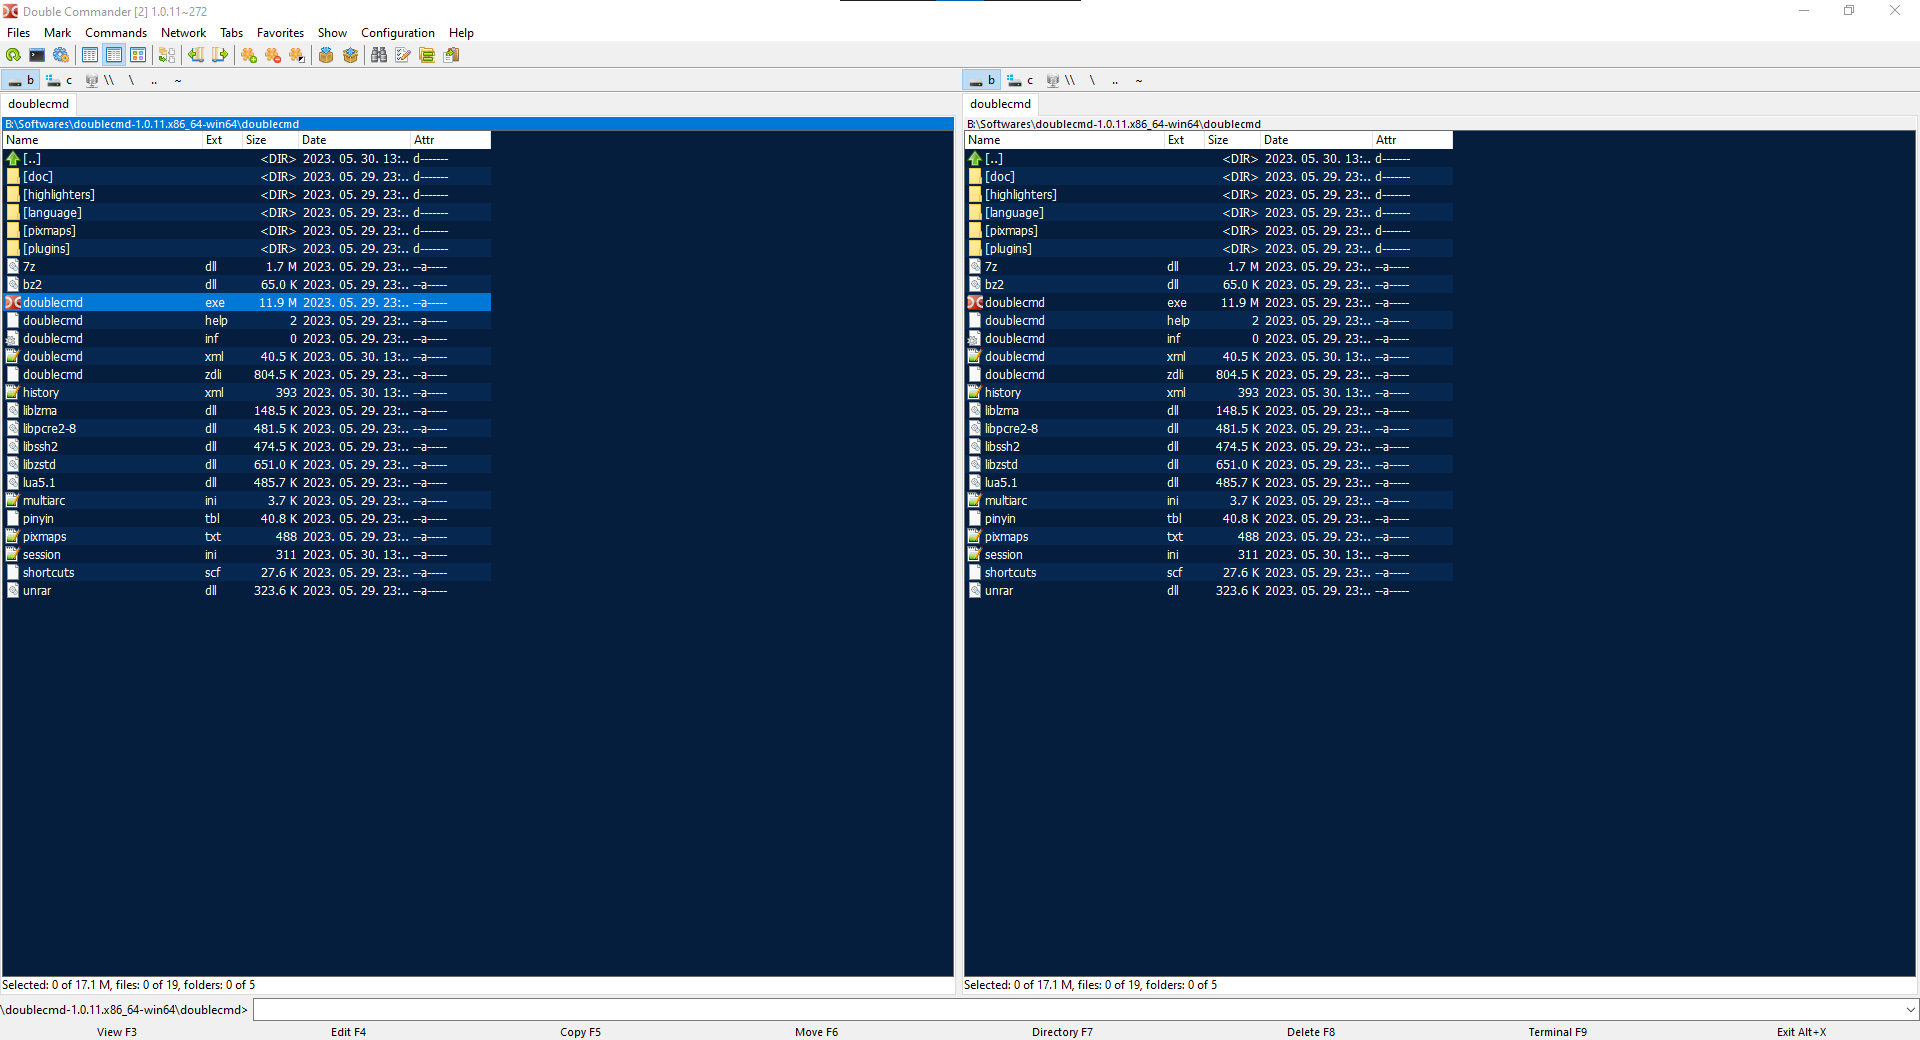 Double Commander [2] 1.0.11~272
Files Mark Commands Network Tabs Favorites Show Configuration Help
b c \\ \ .. ~ b c \\ \ .. ~
doublecmd doublecmd
B:\Softwares\doublecmd-1.0.11.x86_64-win64\doublecmd
Name Ext Size Date Attr
[..] <DIR> 2023. 05. 30. 13:.. d-------
[doc] <DIR> 2023. 05. 29. 23:.. d-------
[highlighters] <DIR> 2023. 05. 29. 23:.. d-------
[language] <DIR> 2023. 05. 29. 23:.. d-------
[pixmaps] <DIR> 2023. 05. 29. 23:.. d-------
[plugins] <DIR> 2023. 05. 29. 23:.. d-------
7z dll 1.7 M 2023. 05. 29. 23:.. --a-----
bz2 dll 65.0 K 2023. 05. 29. 23:.. --a-----
doublecmd exe 11.9 M 2023. 05. 29. 23:.. --a-----
doublecmd help 2 2023. 05. 29. 23:.. --a-----
doublecmd inf 0 2023. 05. 29. 23:.. --a-----
doublecmd xml 40.5 K 2023. 05. 30. 13:.. --a-----
doublecmd zdli 804.5 K 2023. 05. 29. 23:.. --a-----
history xml 393 2023. 05. 30. 13:.. --a-----
liblzma dll 148.5 K 2023. 05. 29. 23:.. --a-----
libpcre2-8 dll 481.5 K 2023. 05. 29. 23:.. --a-----
libssh2 dll 474.5 K 2023. 05. 29. 23:.. --a-----
libzstd dll 651.0 K 2023. 05. 29. 23:.. --a-----
lua5.1 dll 485.7 K 2023. 05. 29. 23:.. --a-----
multiarc ini 3.7 K 2023. 05. 29. 23:.. --a-----
pinyin tbl 40.8 K 2023. 05. 29. 23:.. --a-----
pixmaps txt 488 2023. 05. 29. 23:.. --a-----
session ini 311 2023. 05. 30. 13:.. --a-----
shortcuts scf 27.6 K 2023. 05. 29. 23:.. --a-----
unrar dll 323.6 K 2023. 05. 29. 23:.. --a-----
Selected: 0 of 17.1 M, files: 0 of 19, folders: 0 of 5
B:\Softwares\doublecmd-1.0.11.x86_64-win64\doublecmd
Name Ext Size Date Attr
[..] <DIR> 2023. 05. 30. 13:.. d-------
[doc] <DIR> 2023. 05. 29. 23:.. d-------
[highlighters] <DIR> 2023. 05. 29. 23:.. d-------
[language] <DIR> 2023. 05. 29. 23:.. d-------
[pixmaps] <DIR> 2023. 05. 29. 23:.. d-------
[plugins] <DIR> 2023. 05. 29. 23:.. d-------
7z dll 1.7 M 2023. 05. 29. 23:.. --a-----
bz2 dll 65.0 K 2023. 05. 29. 23:.. --a-----
doublecmd exe 11.9 M 2023. 05. 29. 23:.. --a-----
doublecmd help 2 2023. 05. 29. 23:.. --a-----
doublecmd inf 0 2023. 05. 29. 23:.. --a-----
doublecmd xml 40.5 K 2023. 05. 30. 13:.. --a-----
doublecmd zdli 804.5 K 2023. 05. 29. 23:.. --a-----
history xml 393 2023. 05. 30. 13:.. --a-----
liblzma dll 148.5 K 2023. 05. 29. 23:.. --a-----
libpcre2-8 dll 481.5 K 2023. 05. 29. 23:.. --a-----
libssh2 dll 474.5 K 2023. 05. 29. 23:.. --a-----
libzstd dll 651.0 K 2023. 05. 29. 23:.. --a-----
lua5.1 dll 485.7 K 2023. 05. 29. 23:.. --a-----
multiarc ini 3.7 K 2023. 05. 29. 23:.. --a-----
pinyin tbl 40.8 K 2023. 05. 29. 23:.. --a-----
pixmaps txt 488 2023. 05. 29. 23:.. --a-----
session ini 311 2023. 05. 30. 13:.. --a-----
shortcuts scf 27.6 K 2023. 05. 29. 23:.. --a-----
unrar dll 323.6 K 2023. 05. 29. 23:.. --a-----
Selected: 0 of 17.1 M, files: 0 of 19, folders: 0 of 5
\doublecmd-1.0.11.x86_64-win64\doublecmd>
View F3 Edit F4 Copy F5 Move F6 Directory F7 Delete F8 Terminal F9 Exit Alt+X